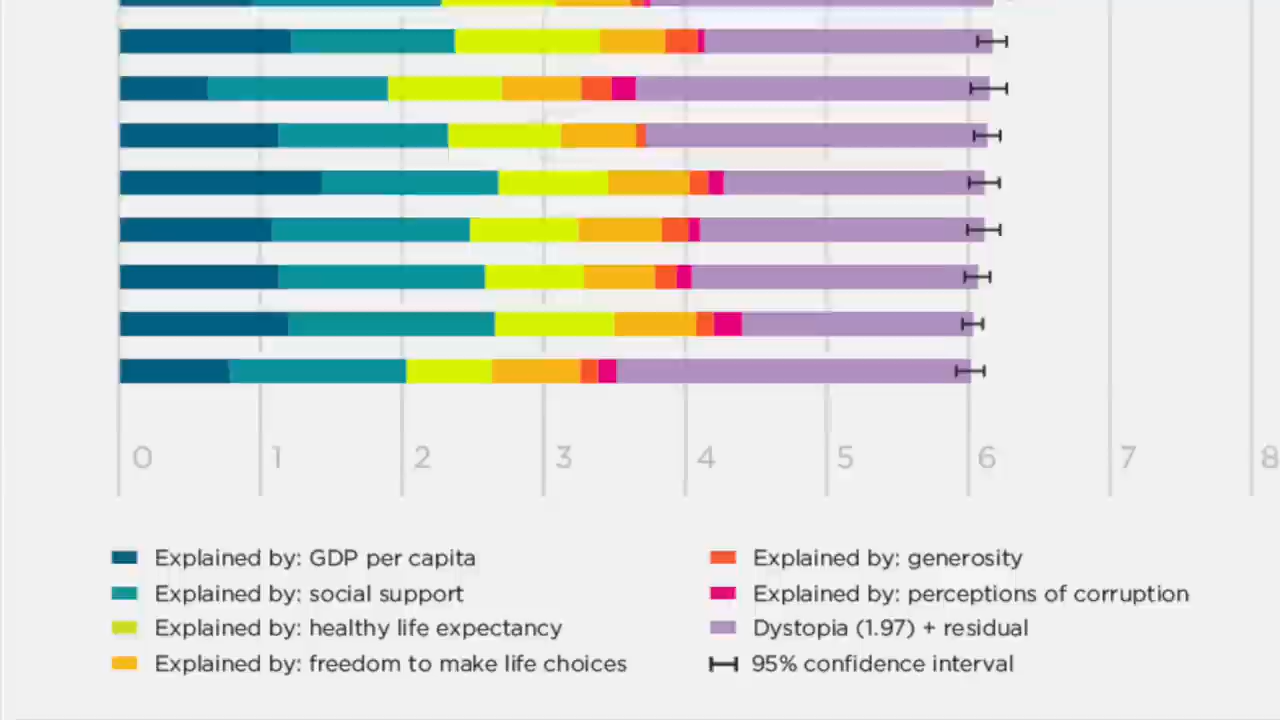 0 1 2 3 4 5 6 7 8
Explained by: GDP per capita
Explained by: social support
Explained by: healthy life expectancy
Explained by: freedom to make life choices
Explained by: generosity
Explained by: perceptions of corruption
Dystopia (1.97) + residual
95% confidence interval